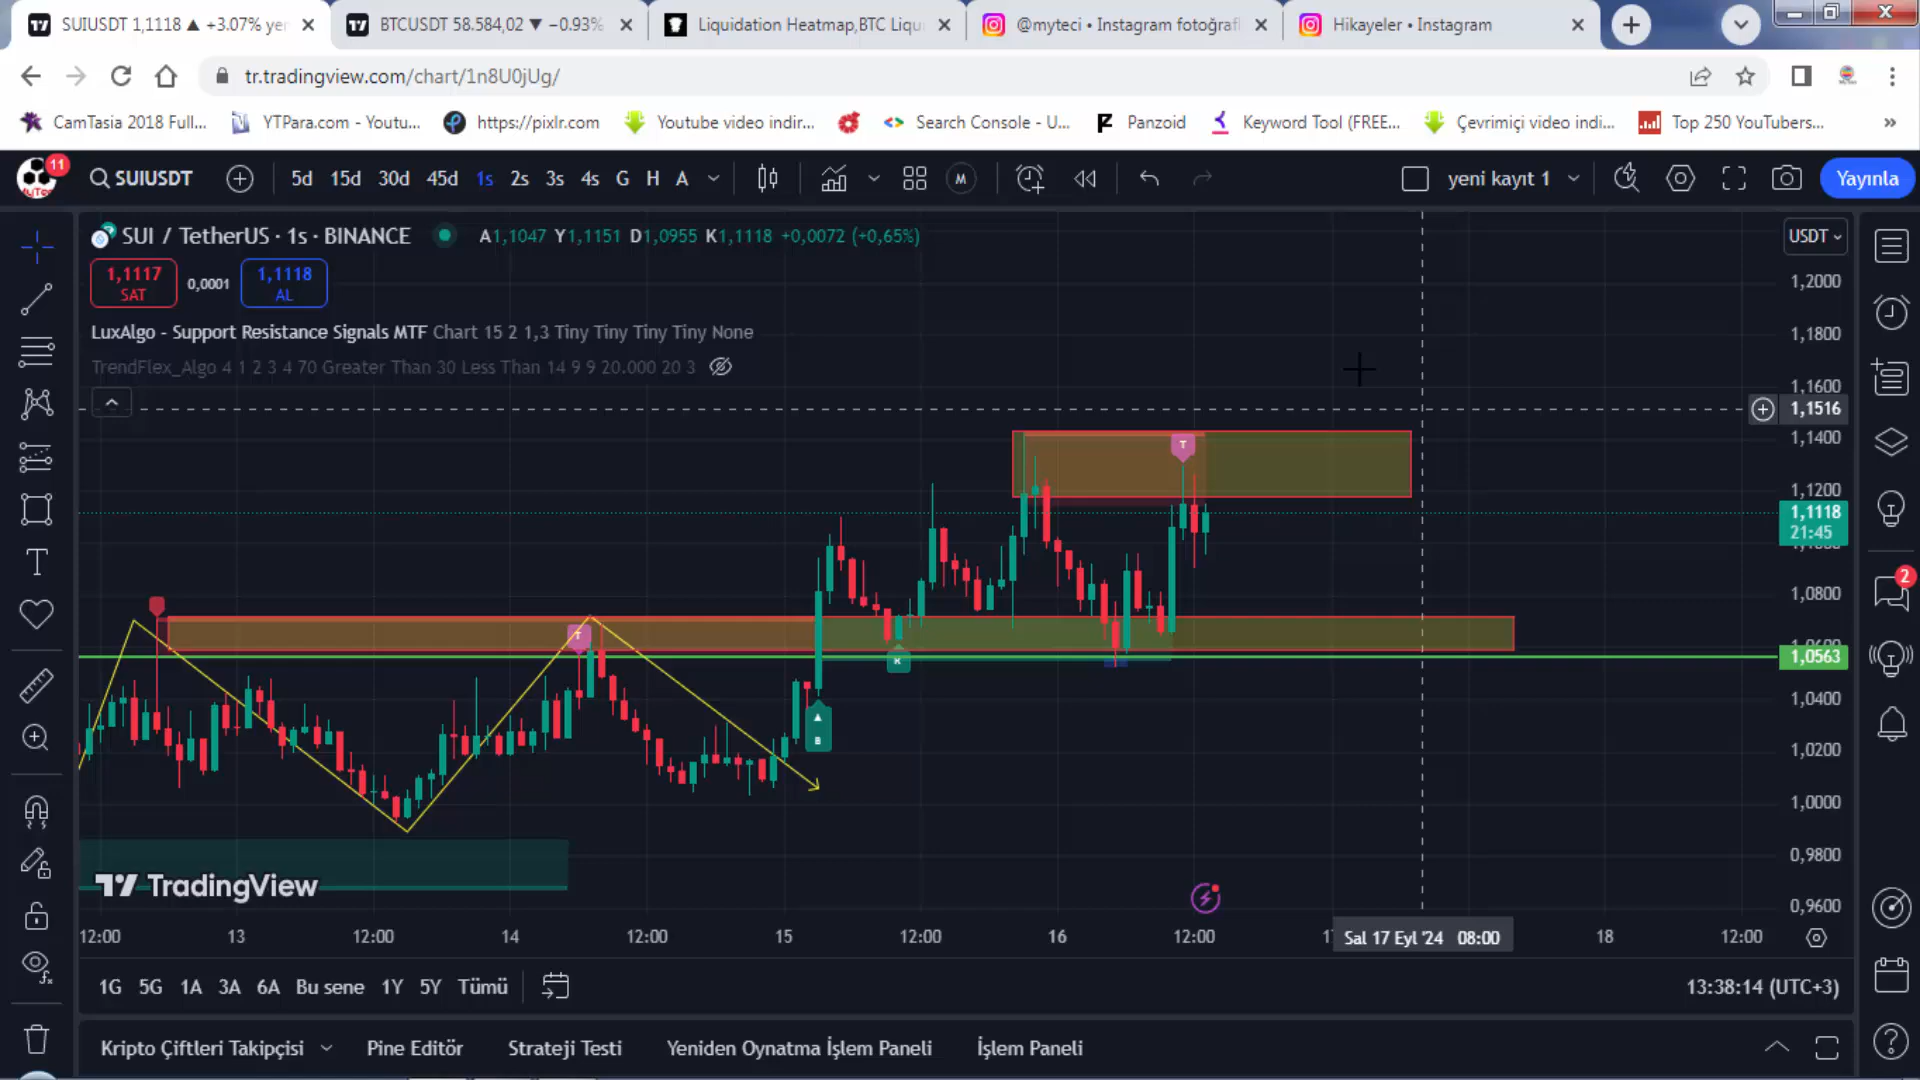 SUIUSDT 1,1118 ▲ +3.07% yer
BTCUSDT 58.584,02 ▼ −0.93%
Liquidation Heatmap,BTC Liqu
@myteci • Instagram fotoğrafl
Hikayeler • Instagram
tr.tradingview.com/chart/1n8U0jUg/
CamTasia 2018 Full...
YTPara.com - Youtu...
https://pixlr.com
Youtube video indir...
Search Console - U...
Panzoid
Keyword Tool (FREE...
Çevrimiçi video indi...
Top 250 YouTubers...
»
11
SUIUSDT
5d 15d 30d 45d 1s 2s 3s 4s G H A
M
yeni kayıt 1
Yayınla
SUI / TetherUS · 1s · BINANCE
A1,1047 Y1,1151 D1,0955 K1,1118 +0,0072 (+0,65%)
USDT
1,1117
SAT
0,0001
1,1118
AL
LuxAlgo - Support Resistance Signals MTF Chart 15 2 1,3 Tiny Tiny Tiny Tiny None
TrendFlex_Algo 4 1 2 3 4 70 Greater Than 30 Less Than 14 9 9 20.000 20 3
1,2000
1,1800
1,1600
1,1516
1,1400
1,1200
1,1118
21:45
1,0800
1,0563
1,0400
1,0200
1,0000
0,9800
0,9600
T
T
K
B
2
TradingView
12:00 13 12:00 14 12:00 15 12:00 16 12:00
Sal 17 Eyl '24 08:00
18 12:00
1G 5G 1A 3A 6A Bu sene 1Y 5Y Tümü
13:38:14 (UTC+3)
Kripto Çiftleri Takipçisi
Pine Editör
Strateji Testi
Yeniden Oynatma İşlem Paneli
İşlem Paneli